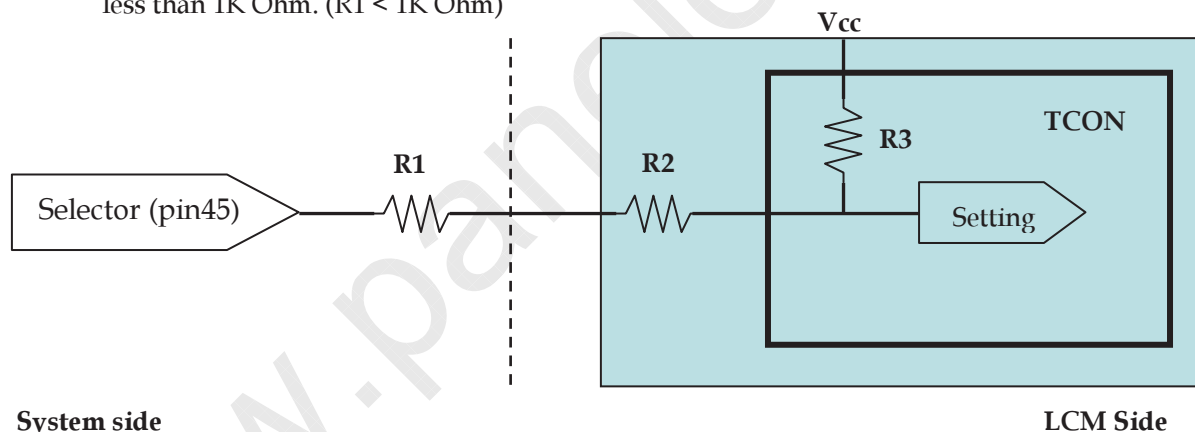 less than 1K Ohm. (R1 < 1K Ohm)
Vcc
TCON
R3
R1
R2
Selector (pin45)
Setting
System side
LCM Side
w.panel